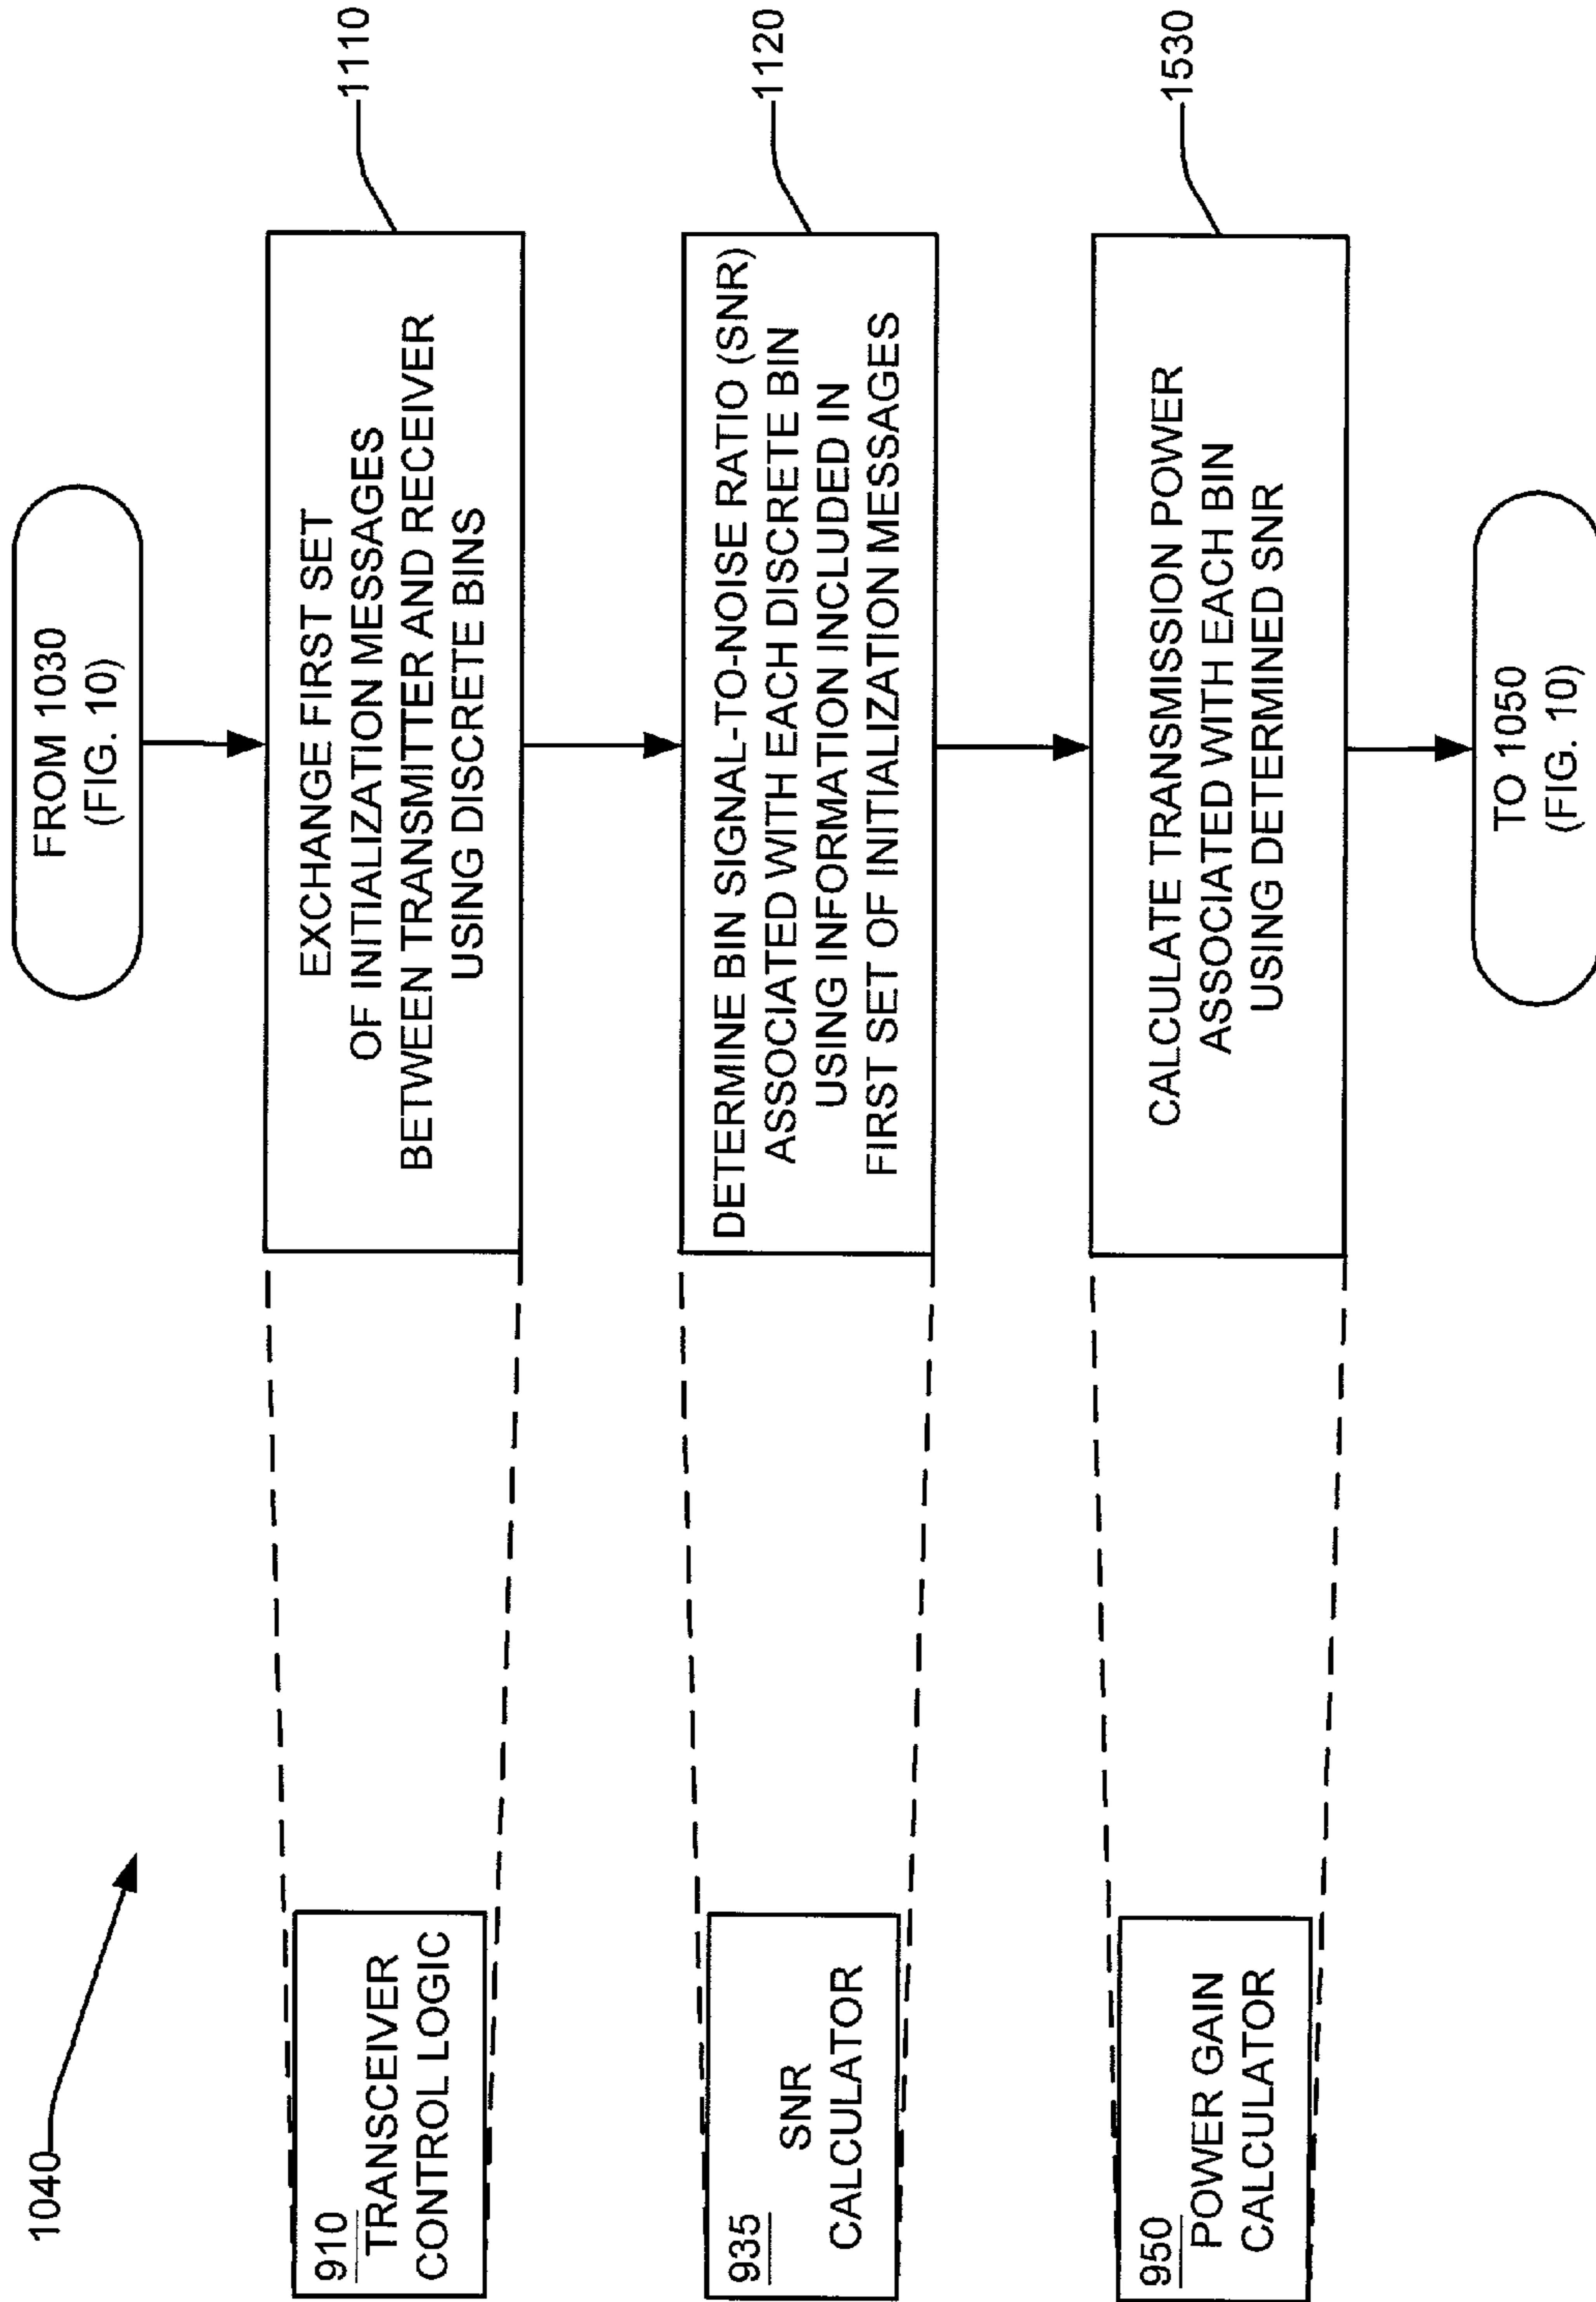 1040
FROM 1030
(FIG. 10)
910
TRANSCEIVER
CONTROL LOGIC
EXCHANGE FIRST SET
OF INITIALIZATION MESSAGES
BETWEEN TRANSMITTER AND RECEIVER
USING DISCRETE BINS
1110
935
SNR
CALCULATOR
DETERMINE BIN SIGNAL-TO-NOISE RATIO (SNR)
ASSOCIATED WITH EACH DISCRETE BIN
USING INFORMATION INCLUDED IN
FIRST SET OF INITIALIZATION MESSAGES
1120
950
POWER GAIN
CALCULATOR
CALCULATE TRANSMISSION POWER
ASSOCIATED WITH EACH BIN
USING DETERMINED SNR
1530
TO 1050
(FIG. 10)